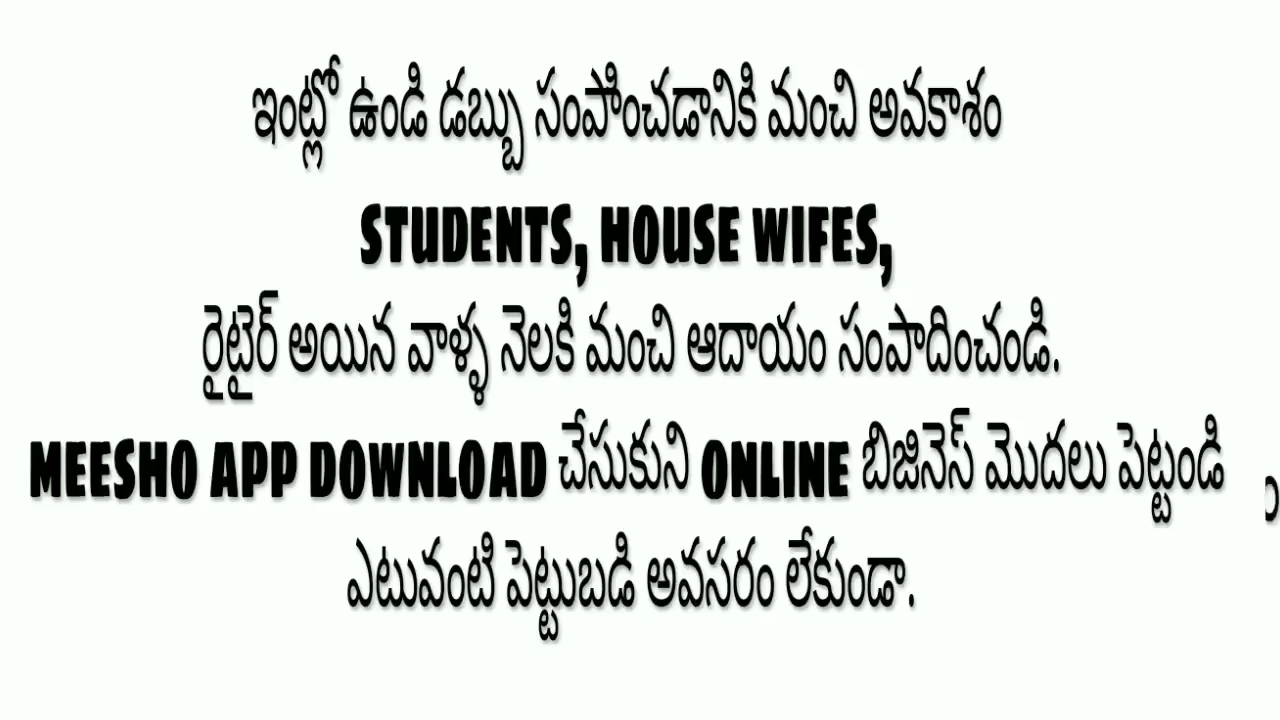 ఇంట్లో ఉండి డబ్బు సంపాించడానికి మంచి అవకాశం
STUDENTS, HOUSE WIFES,
రైటైర్ అయిన వాళ్ళు నెలకి మంచి ఆదాయం సంపాదించండి.
MEESHO APP DOWNLOAD చేసుకుని ONLINE బిజినెస్ మొదలు పెట్టండి
ఎటువంటి పెట్టుబడి అవసరం లేకుండా.